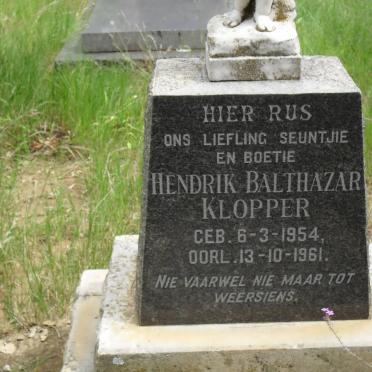 HIER RUS
ONS LIEFLING SEUNTJIE
EN BOETIE
HENDRIK BALTHAZAR
KLOPPER
GEB. 6-3-1954,
OORL. 13-10-1961.
NIE VAARWEL NIE MAAR TOT
WEERSIENS.